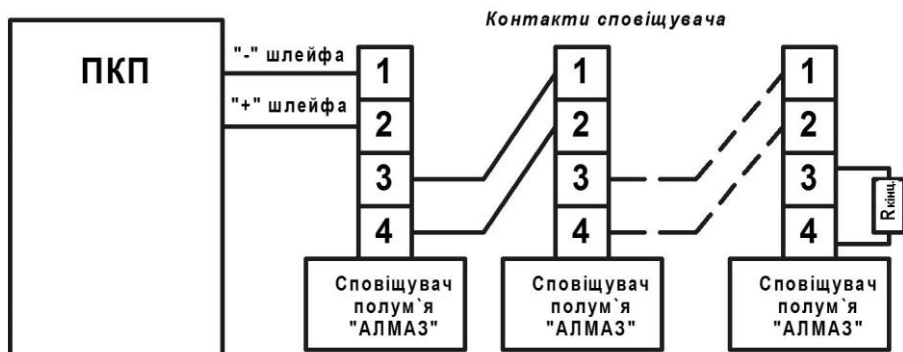 Контакти сповіщувача
ПКП
"-" шлейфа
"+" шлейфа
1
2
3
4
1
2
3
4
1
2
3
4
Rкінц.
Сповіщувач
полум`я
"АЛМАЗ"
Сповіщувач
полум`я
"АЛМАЗ"
Сповіщувач
полум`я
"АЛМАЗ"